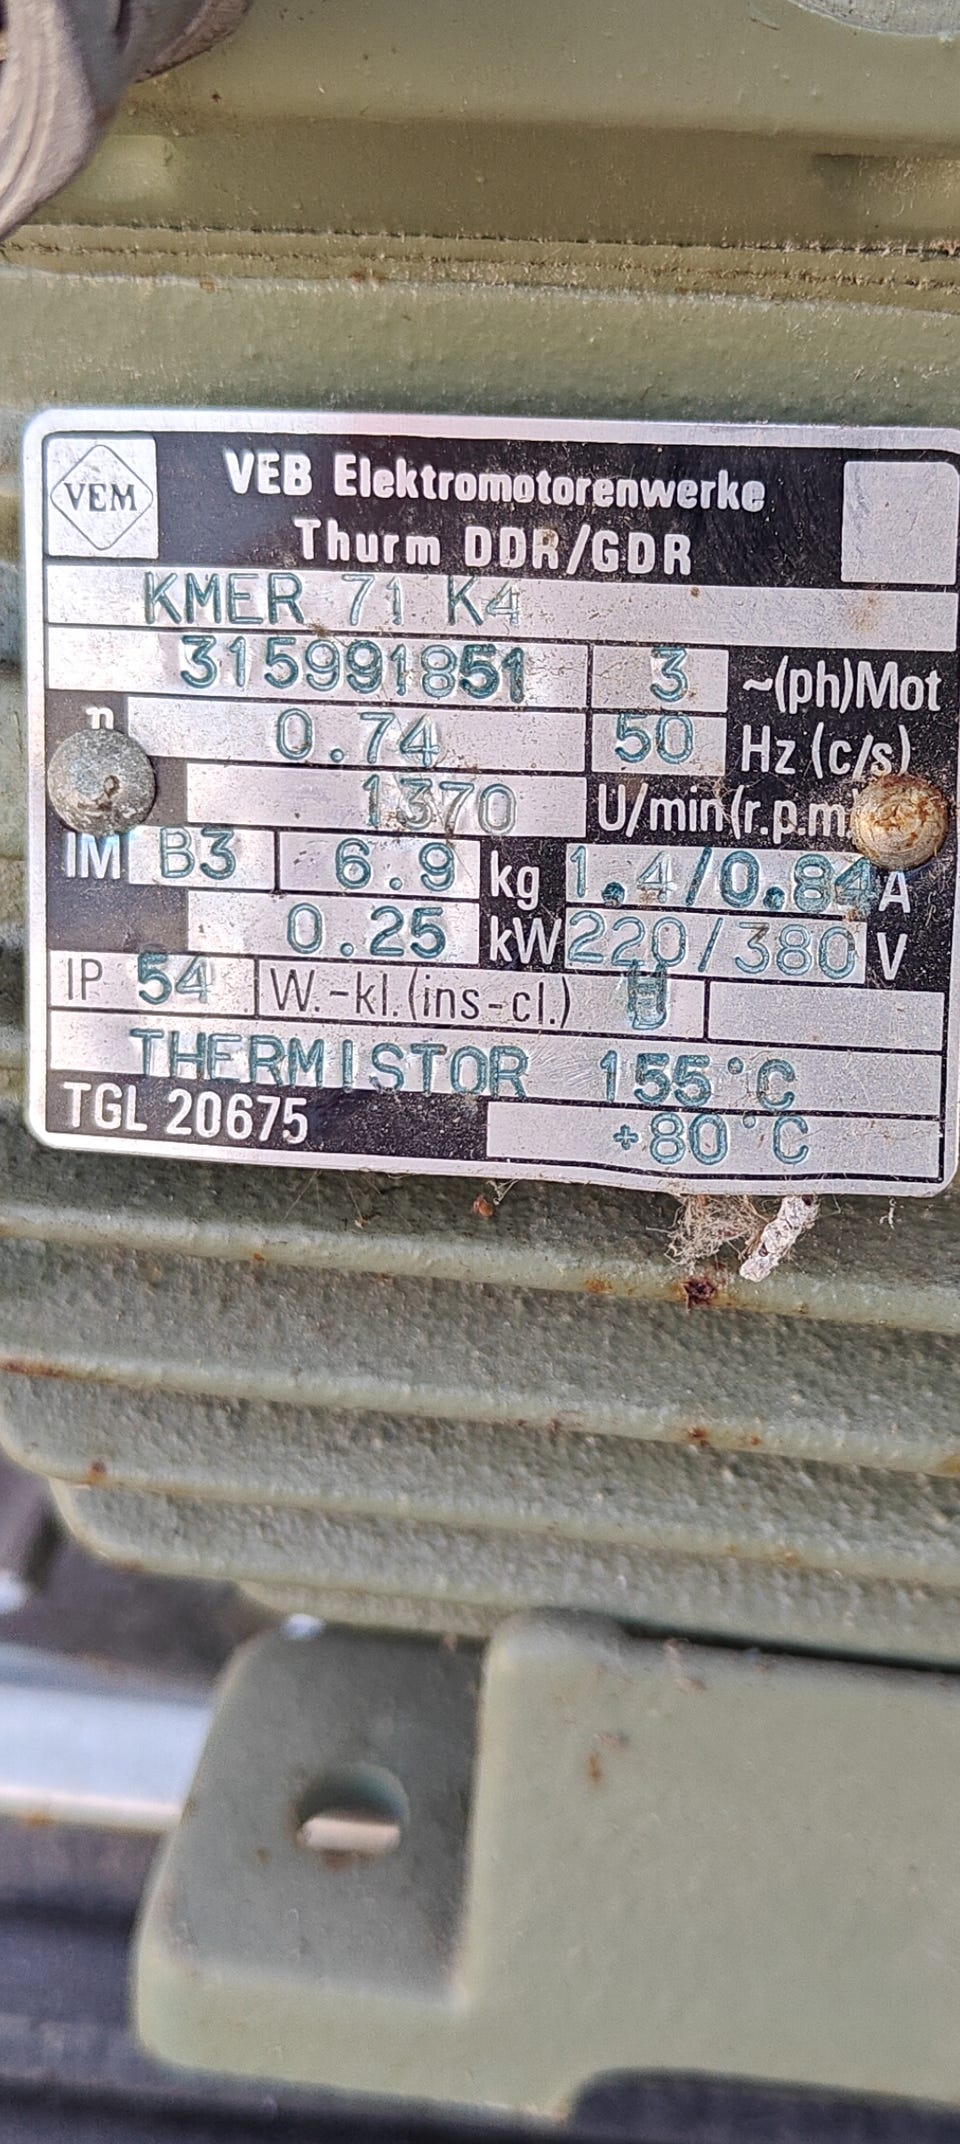 VEM
VEB Elektromotorenwerke
Thurm DDR/GDR
KMER 71 K4
315991851 3 ~(ph)Mot
0.74 50 Hz (c/s)
1370 U/min(r.p.m.
IM B3 6.9 kg 1.4/0.84 A
0.25 kW 220/380 V
IP 54 W.-kl.(ins-cl.)
THERMISTOR 155°C
TGL 20675 +80°C